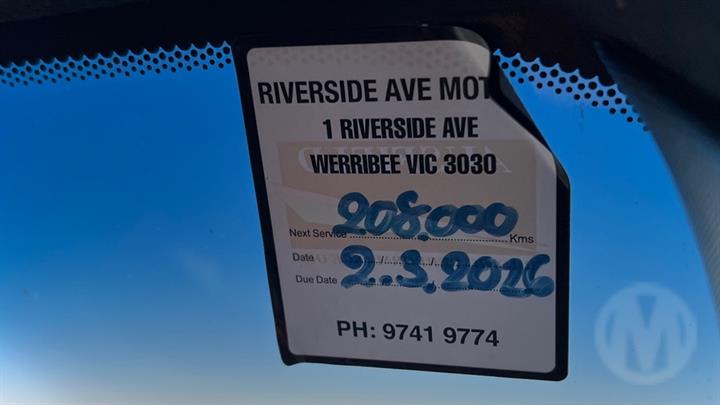 RIVERSIDE AVE MOT
1 RIVERSIDE AVE
WERRIBEE VIC 3030
Next Service 208,000 Kms
Date ....../....../......
Due Date 2.3.2026
PH: 9741 9774
M